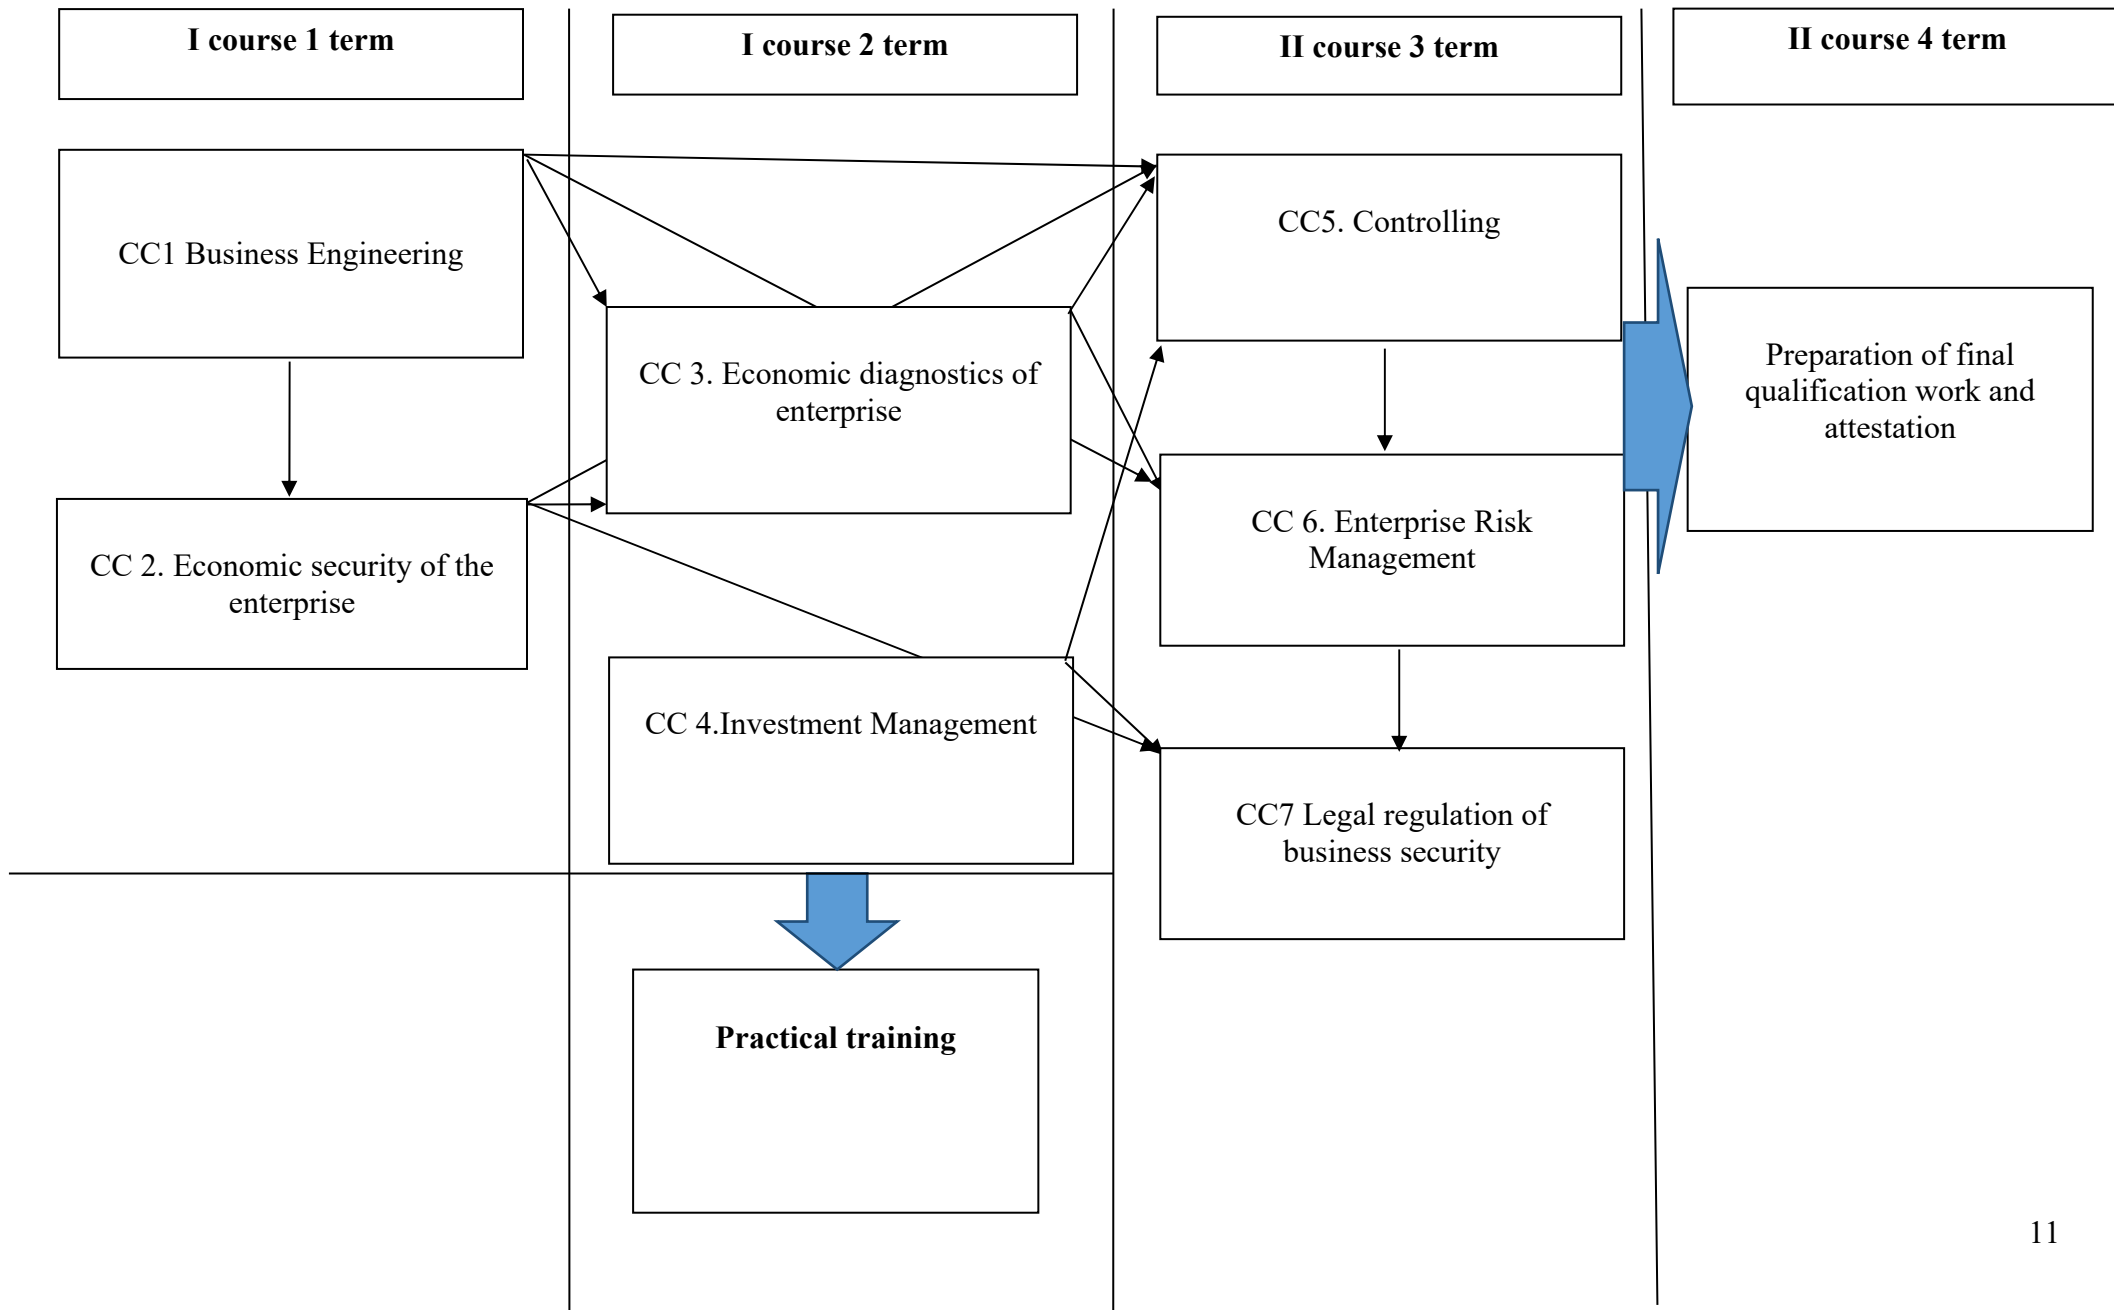 I course 1 term
I course 2 term
II course 3 term
II course 4 term
CC1 Business Engineering
CC 2. Economic security of the
enterprise
CC 3. Economic diagnostics of
enterprise
CC 4.Investment Management
Practical training
CC5. Controlling
CC 6. Enterprise Risk
Management
CC7 Legal regulation of
business security
Preparation of final
qualification work and
attestation
11